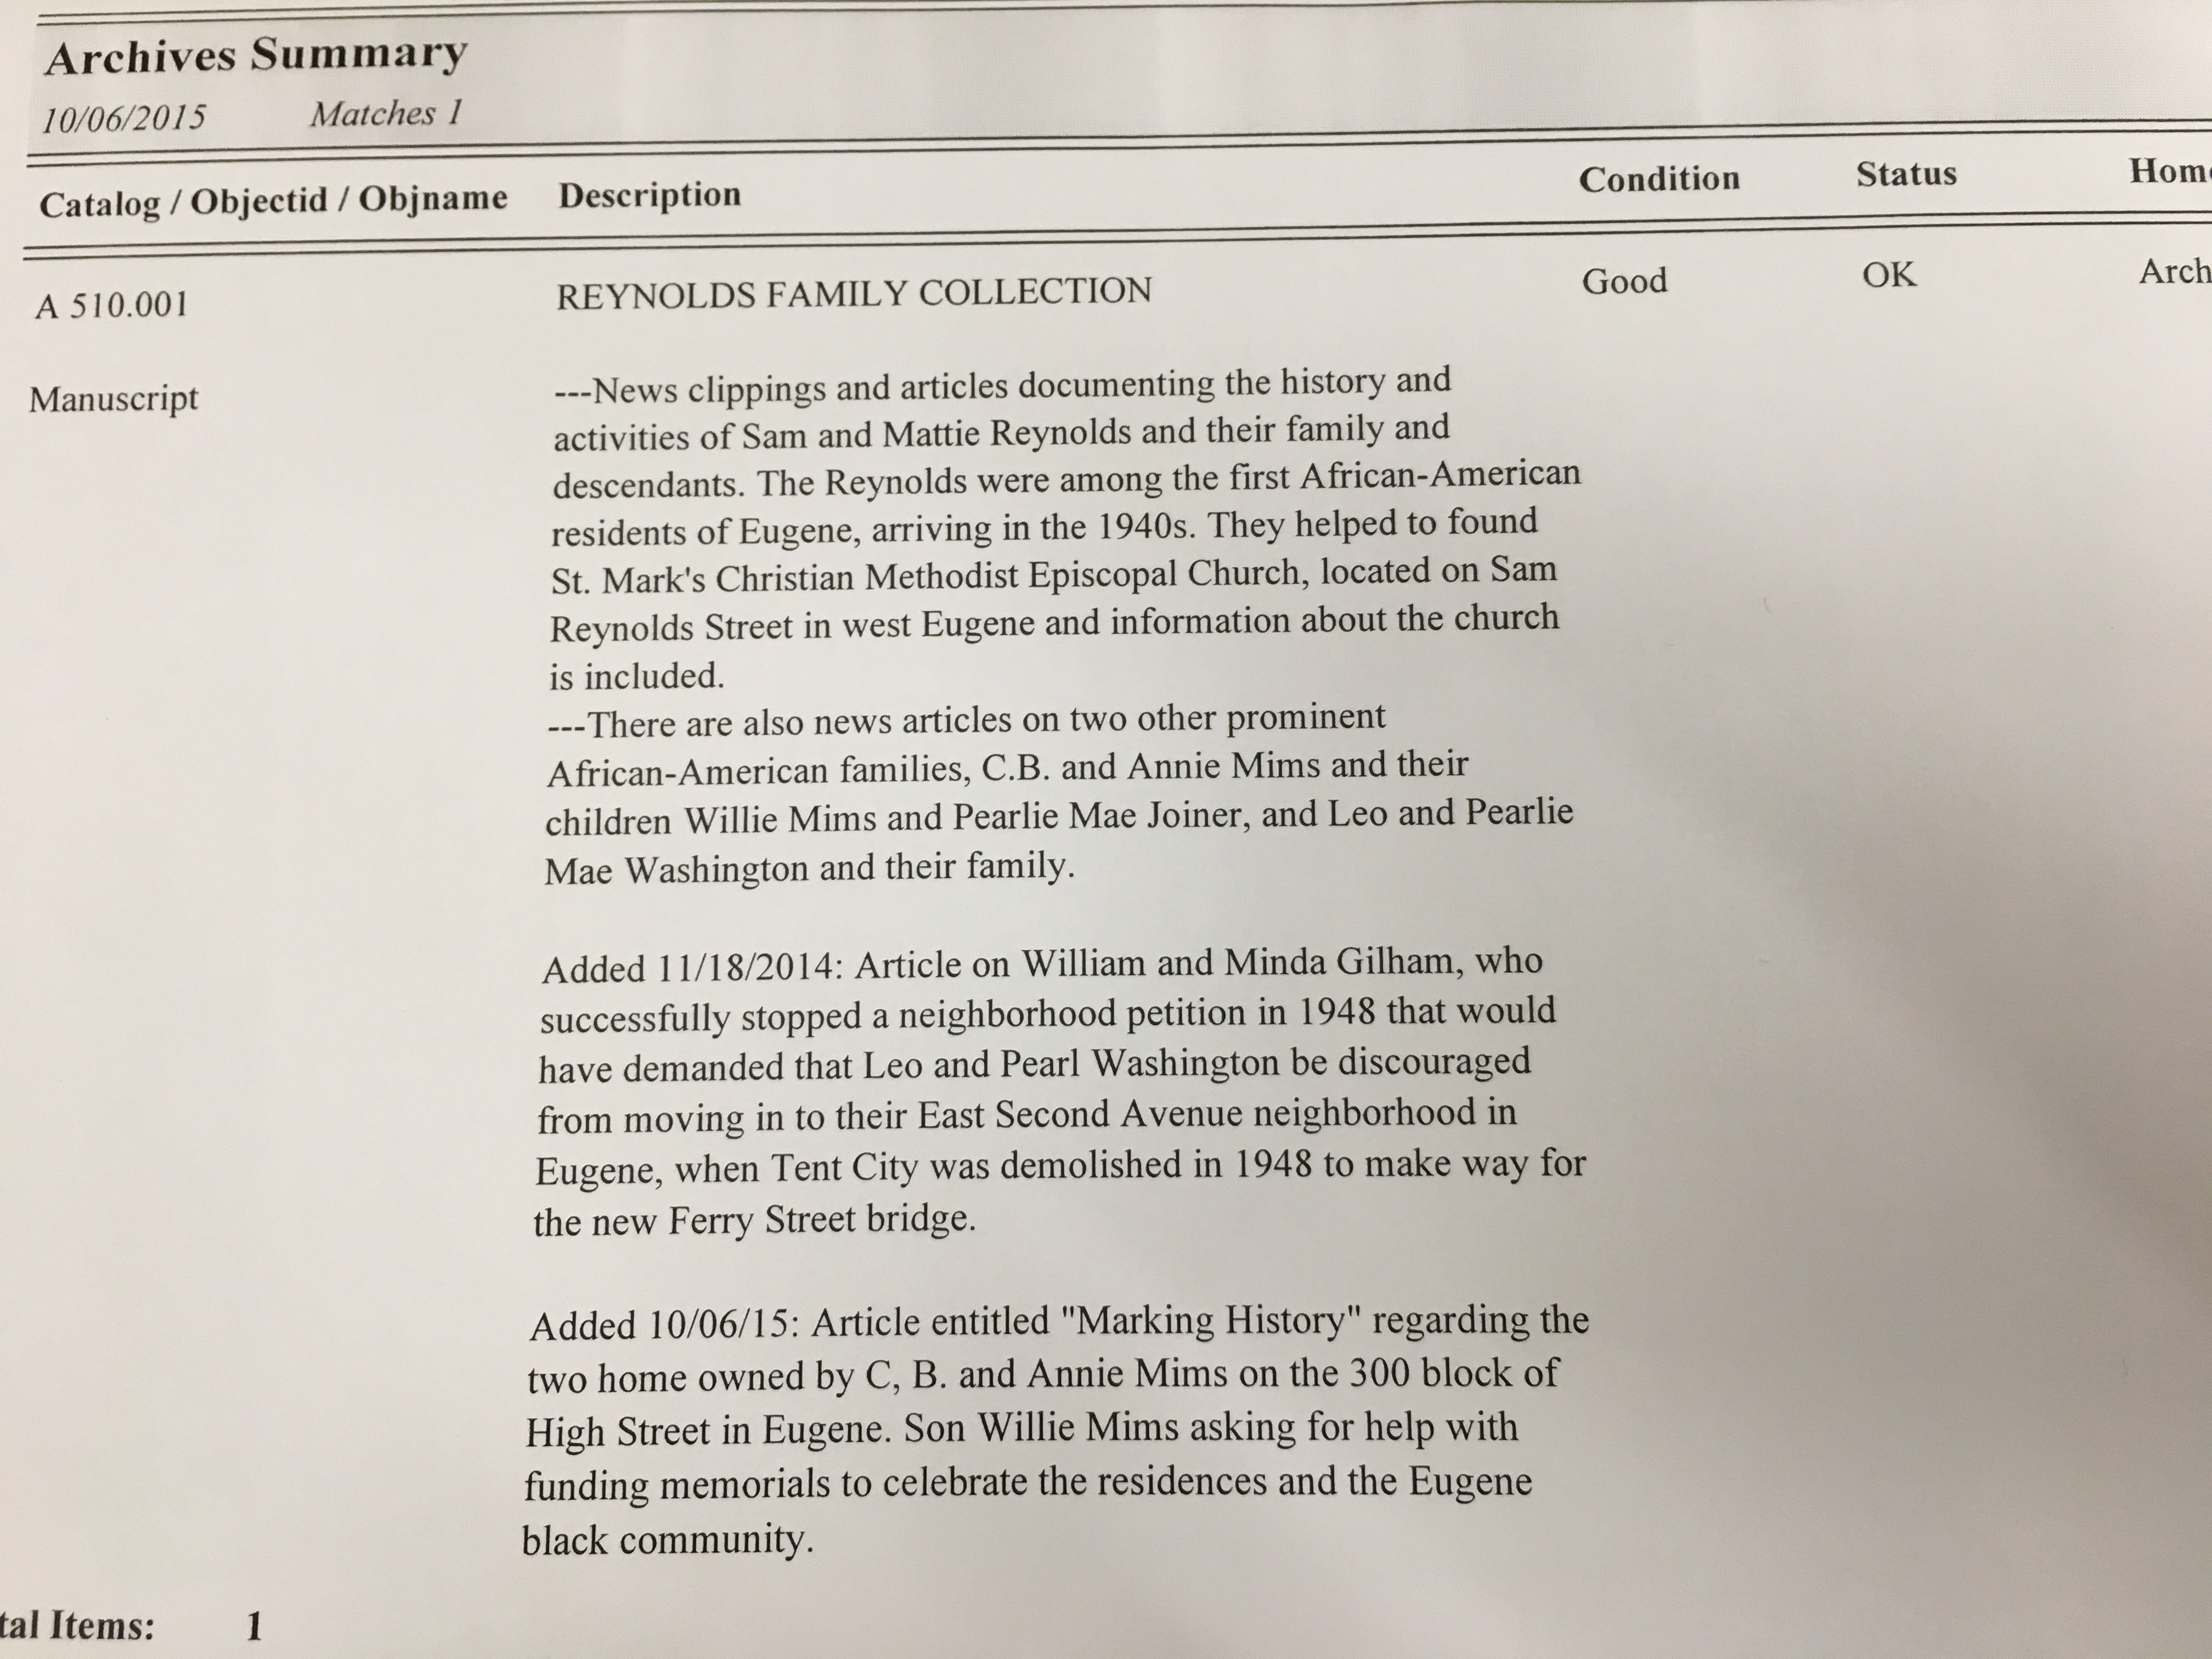 Archives Summary
10/06/2015 Matches 1
Catalog / Objectid / Objname Description Condition Status Hom
A 510.001 REYNOLDS FAMILY COLLECTION Good OK Arch
Manuscript ---News clippings and articles documenting the history and
activities of Sam and Mattie Reynolds and their family and
descendants. The Reynolds were among the first African-American
residents of Eugene, arriving in the 1940s. They helped to found
St. Mark's Christian Methodist Episcopal Church, located on Sam
Reynolds Street in west Eugene and information about the church
is included.
---There are also news articles on two other prominent
African-American families, C.B. and Annie Mims and their
children Willie Mims and Pearlie Mae Joiner, and Leo and Pearlie
Mae Washington and their family.
Added 11/18/2014: Article on William and Minda Gilham, who
successfully stopped a neighborhood petition in 1948 that would
have demanded that Leo and Pearl Washington be discouraged
from moving in to their East Second Avenue neighborhood in
Eugene, when Tent City was demolished in 1948 to make way for
the new Ferry Street bridge.
Added 10/06/15: Article entitled "Marking History" regarding the
two home owned by C, B. and Annie Mims on the 300 block of
High Street in Eugene. Son Willie Mims asking for help with
funding memorials to celebrate the residences and the Eugene
black community.
tal Items: 1